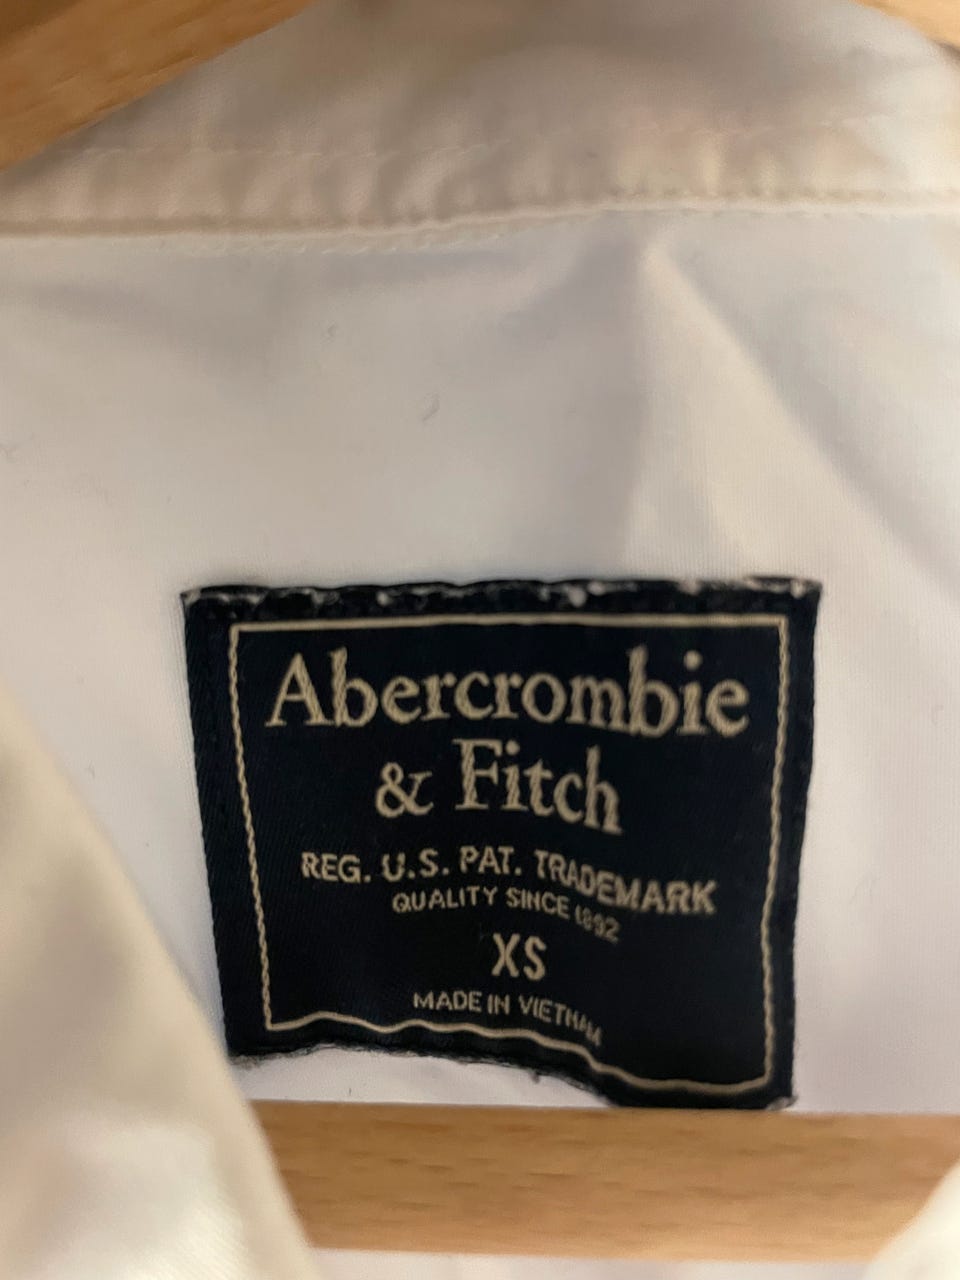 Abercrombie
& Fitch
REG. U.S. PAT. TRADEMARK
QUALITY SINCE 1892
XS
MADE IN VIETNAM